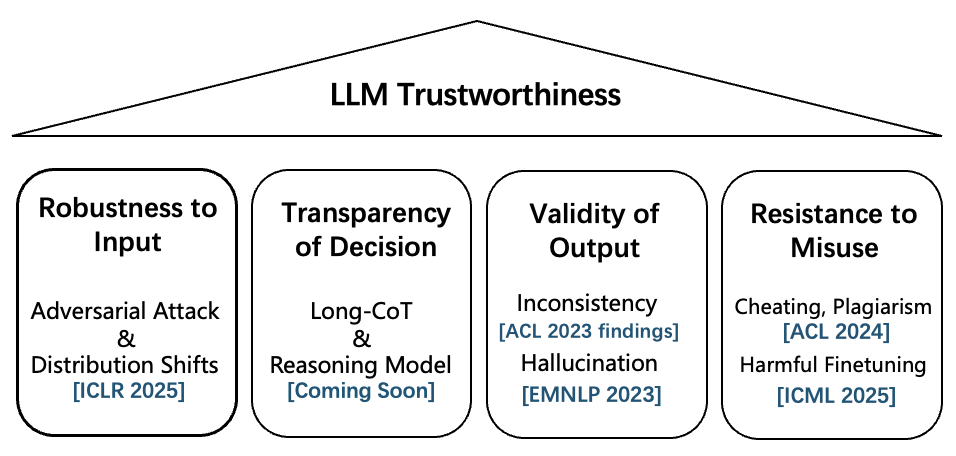 LLM Trustworthiness
Robustness to
Input
Adversarial Attack
&
Distribution Shifts
[ICLR 2025]
Transparency
of Decision
Long-CoT
&
Reasoning Model
[Coming Soon]
Validity of
Output
Inconsistency
[ACL 2023 findings]
Hallucination
[EMNLP 2023]
Resistance to
Misuse
Cheating, Plagiarism
[ACL 2024]
Harmful Finetuning
[ICML 2025]